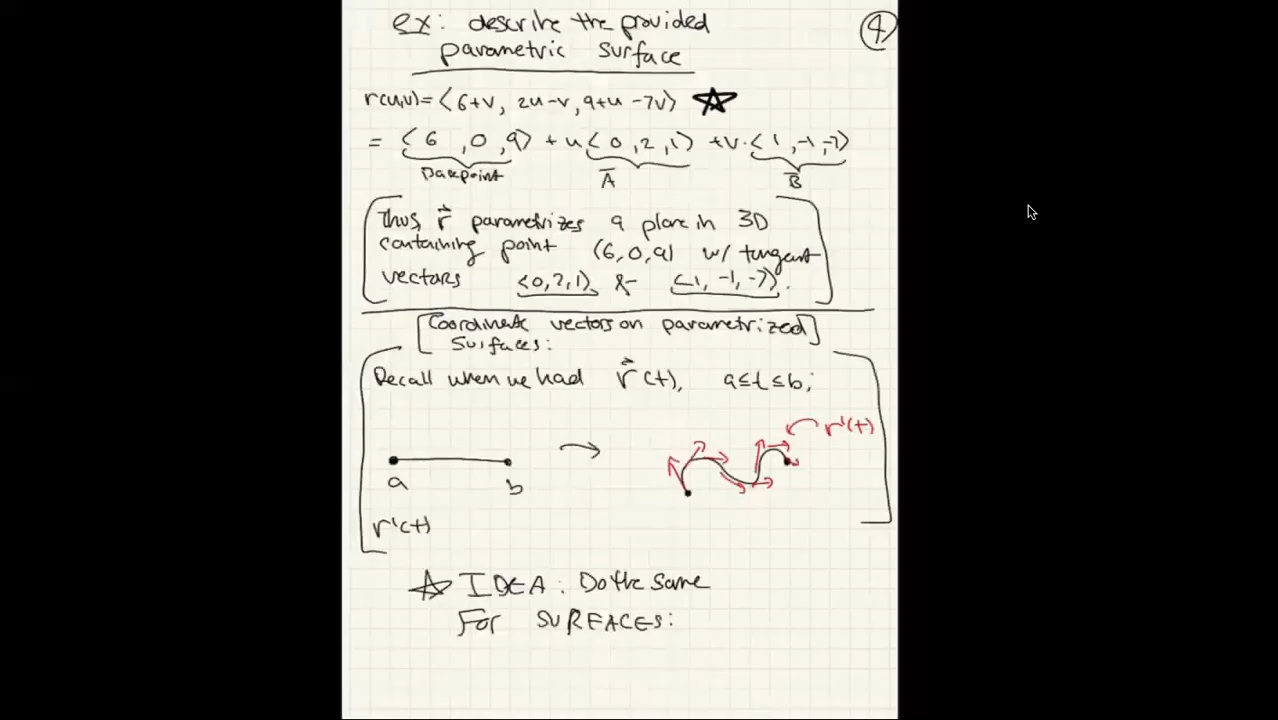 ex: describe the provided
parametric surface
4
r(u,v) = ⟨6+v, 2u-v, 9+u-7v⟩
= ⟨6, 0, 9⟩ + u⟨0, 2, 1⟩ + v·⟨1, -1, -7⟩
Basepoint A B
Thus, r⃗ parametrizes a plane in 3D
containing point (6, 0, 9) w/ tangent
vectors ⟨0, 2, 1⟩ & ⟨1, -1, -7⟩.
[Coordinate vectors on parametrized]
Surfaces:
Recall when we had r⃗(t), a≤t≤b;
r'(t)
a b
r'(t)
☆ IDEA: Do the same
For SURFACES: